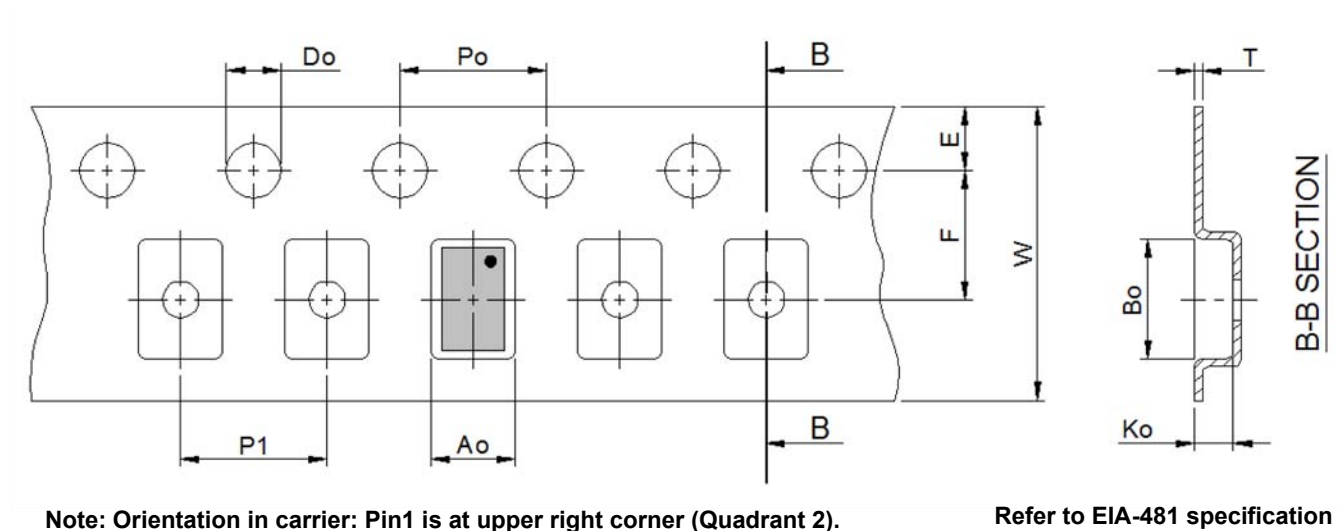 Do
Po
B
T
E
F
W
Bo
B-B SECTION
P1
Ao
B
Ko
Note: Orientation in carrier: Pin1 is at upper right corner (Quadrant 2).
Refer to EIA-481 specification